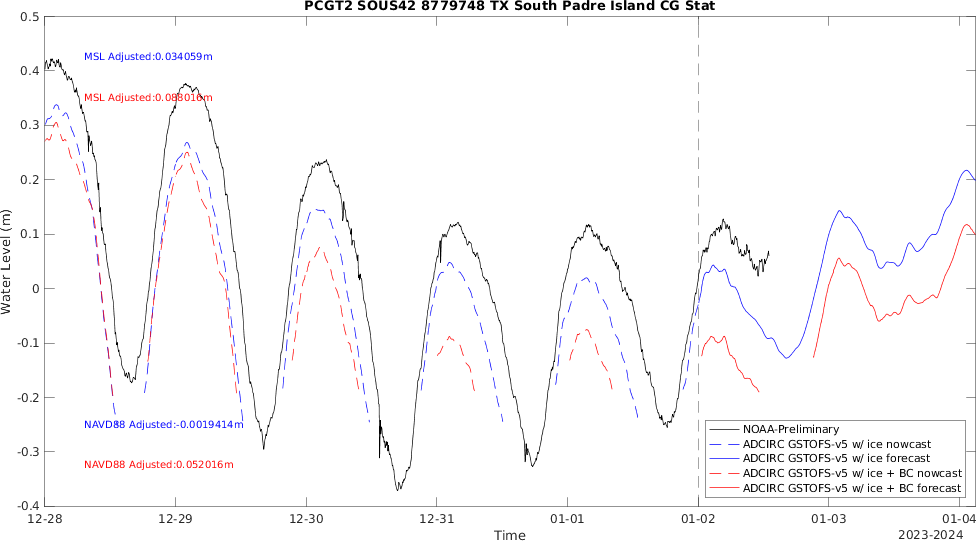 PCGT2 SOUS42 8779748 TX South Padre Island CG Stat
0.5
0.4
0.3
0.2
0.1
0
-0.1
-0.2
-0.3
-0.4
Water Level (m)
MSL Adjusted:0.034059m
MSL Adjusted:0.088016m
NAVD88 Adjusted:-0.0019414m
NAVD88 Adjusted:0.052016m
NOAA-Preliminary
ADCIRC GSTOFS-v5 w/ ice nowcast
ADCIRC GSTOFS-v5 w/ ice forecast
ADCIRC GSTOFS-v5 w/ ice + BC nowcast
ADCIRC GSTOFS-v5 w/ ice + BC forecast
12-28 12-29 12-30 12-31 01-01 01-02 01-03 01-04
Time
2023-2024